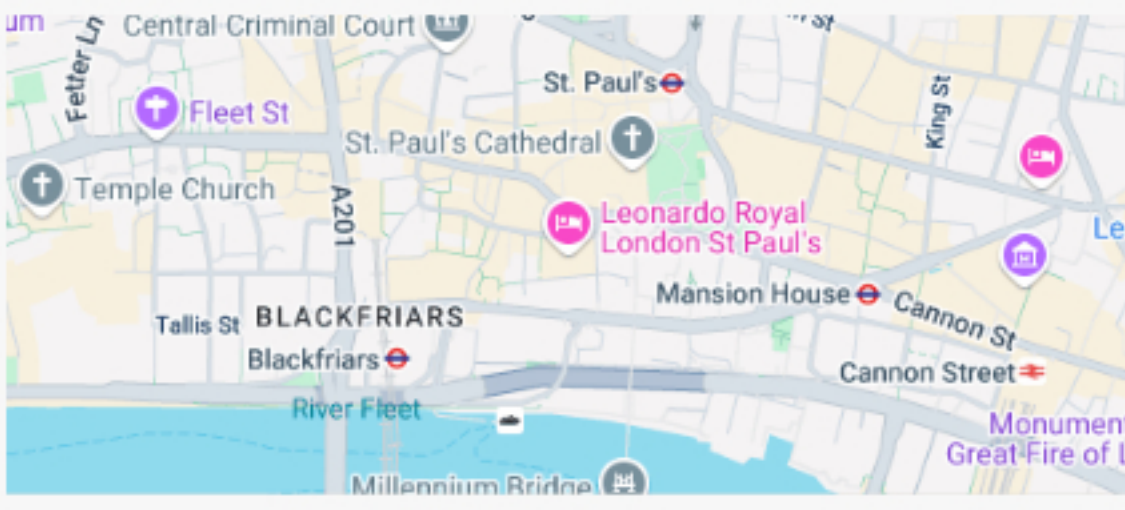 um
Central Criminal Court
Fetter Ln
St. Paul's
Fleet St
King St
St. Paul's Cathedral
Temple Church
A201
Leonardo Royal
London St Paul's
Le
Mansion House
Cannon St
Tallis St
BLACKFRIARS
Blackfriars
Cannon Street
River Fleet
Monument
Great Fire of L
Millennium Bridge